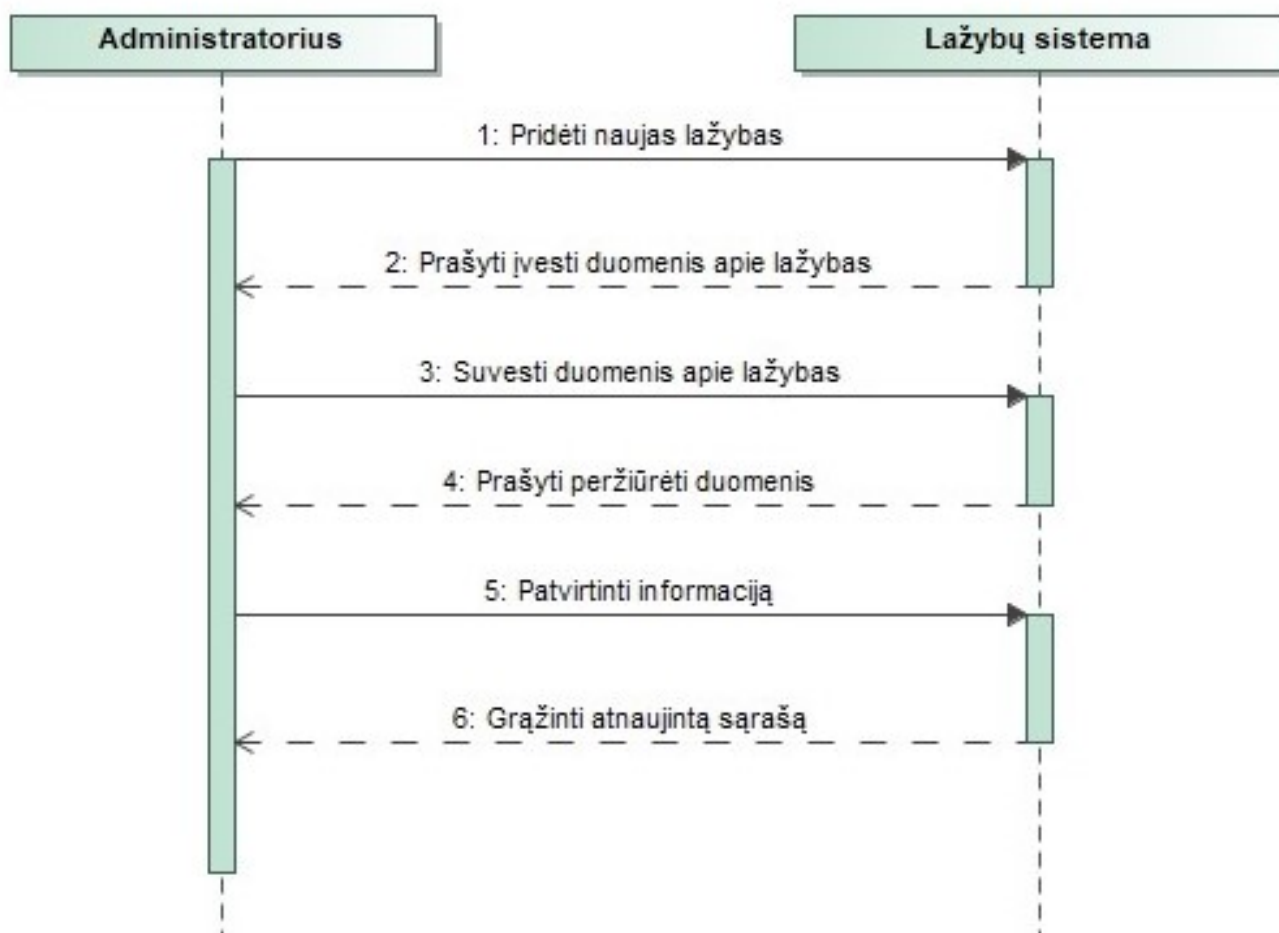 Administratorius
Lažybų sistema
1: Pridėti naujas lažybas
2: Prašyti įvesti duomenis apie lažybas
3: Suvesti duomenis apie lažybas
4: Prašyti peržiūrėti duomenis
5: Patvirtinti informaciją
6: Grąžinti atnaujintą sąrašą